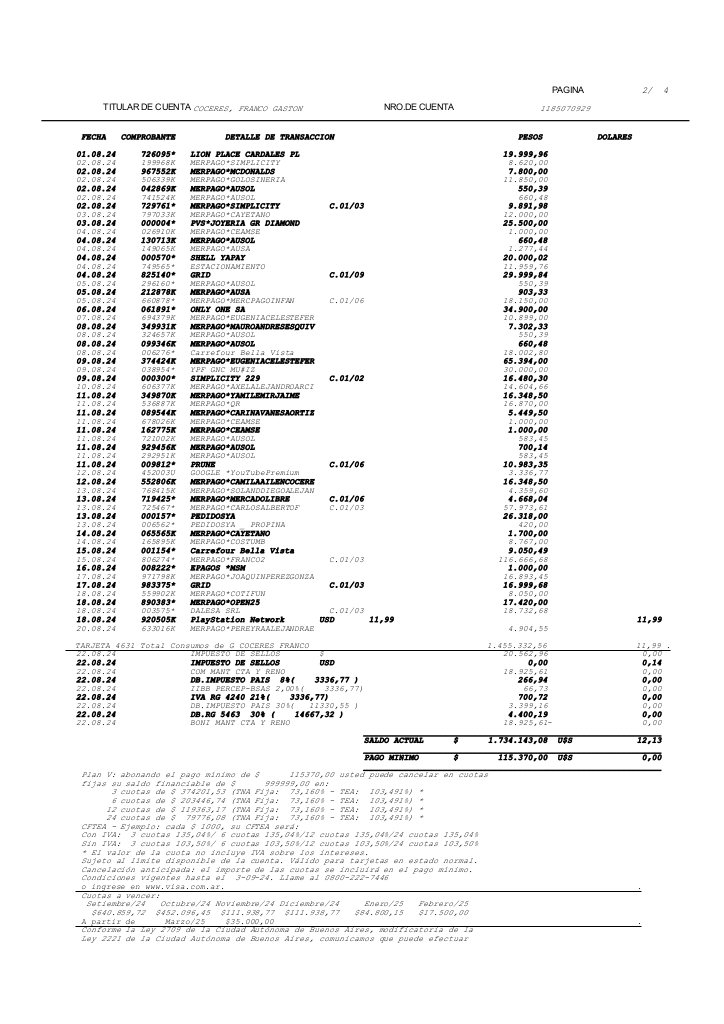 PAGINA 2/ 4
TITULAR DE CUENTA COCERES, FRANCO GASTON NRO.DE CUENTA 1185070929
FECHA COMPROBANTE DETALLE DE TRANSACCION PESOS DOLARES
01.08.24 726095* LION PLACE CARDALES PL 19.999,96
02.08.24 199968K MERPAGO*SIMPLICITY 8.620,00
02.08.24 967552K MERPAGO*MCDONALDS 7.800,00
02.08.24 506339K MERPAGO*GOLOSINERIA 11.850,00
02.08.24 042869K MERPAGO*AUSOL 550,39
02.08.24 741524K MERPAGO*AUSOL 660,48
02.08.24 729761* MERPAGO*SIMPLICITY C.01/03 9.891,98
03.08.24 797033K MERPAGO*CAYETANO 12.000,00
03.08.24 000004* PVS*JOYERIA GR DIAMOND 25.500,00
04.08.24 026910K MERPAGO*CEAMSE 1.000,00
04.08.24 130713K MERPAGO*AUSOL 660,48
04.08.24 149065K MERPAGO*AUSA 1.277,44
04.08.24 000570* SHELL YAPAY 20.000,02
04.08.24 749565* ESTACIONAMIENTO 11.959,76
04.08.24 825140* GRID C.01/09 29.999,84
05.08.24 296160* MERPAGO*AUSOL 550,39
05.08.24 212878K MERPAGO*AUSA 903,33
05.08.24 660878* MERPAGO*MERCPAGOINFAN C.01/06 18.150,00
06.08.24 061891* ONLY ONE SA 34.900,00
07.08.24 694379K MERPAGO*EUGENIACELESTEFER 10.899,00
08.08.24 349931K MERPAGO*MAUROANDRESESQUIV 7.302,33
08.08.24 324657K MERPAGO*AUSOL 550,39
08.08.24 099346K MERPAGO*AUSOL 660,48
08.08.24 006276* Carrefour Bella Vista 18.002,80
09.08.24 374424K MERPAGO*EUGENIACELESTEFER 65.394,00
09.08.24 038954* YPF GNC MU#IZ 30.000,00
09.08.24 000300* SIMPLICITY 229 C.01/02 16.480,30
10.08.24 606377K MERPAGO*AXELALEJANDROARCI 14.604,66
11.08.24 349870K MERPAGO*YAMILEMIRJAIME 16.348,50
11.08.24 536887K MERPAGO*QR 16.870,00
11.08.24 089544K MERPAGO*CARINAVANESAORTIZ 5.449,50
11.08.24 678026K MERPAGO*CEAMSE 1.000,00
11.08.24 162775K MERPAGO*CEAMSE 1.000,00
11.08.24 721002K MERPAGO*AUSOL 583,45
11.08.24 929456K MERPAGO*AUSOL 700,14
11.08.24 292951K MERPAGO*AUSOL 583,45
11.08.24 009812* PRUNE C.01/06 10.983,35
12.08.24 452003U GOOGLE *YouTubePremium 3.336,77
12.08.24 552806K MERPAGO*CAMILAAILENCOCERE 16.348,50
13.08.24 768415K MERPAGO*SOLANDDIEGOALEJAN 4.359,60
13.08.24 719425* MERPAGO*MERCADOLIBRE C.01/06 4.668,04
13.08.24 725467* MERPAGO*CARLOSALBERTOF C.01/03 57.973,61
13.08.24 000157* PEDIDOSYA 26.318,00
13.08.24 006562* PEDIDOSYA _ PROPINA 420,00
14.08.24 065565K MERPAGO*CAYETANO 1.700,00
14.08.24 165895K MERPAGO*COSTUMB 8.767,00
15.08.24 001154* Carrefour Bella Vista 9.050,49
15.08.24 806274* MERPAGO*FRANCO2 C.01/03 116.666,68
16.08.24 008222* EPAGOS *MSM 1.000,00
17.08.24 971798K MERPAGO*JOAQUINPEREZGONZA 16.893,45
17.08.24 983375* GRID C.01/03 16.999,68
18.08.24 559902K MERPAGO*COTIFUN 8.050,00
18.08.24 890383* MERPAGO*OPEN25 17.420,00
18.08.24 003575* DALESA SRL C.01/03 18.732,68
18.08.24 920505K PlayStation Network USD 11,99 11,99
20.08.24 633016K MERPAGO*PEREYRAALEJANDRAE 4.904,55
TARJETA 4631 Total Consumos de G COCERES FRANCO 1.455.332,56 11,99 .
22.08.24 IMPUESTO DE SELLOS $ 20.562,96 0,00
22.08.24 IMPUESTO DE SELLOS USD 0,00 0,14
22.08.24 COM MANT CTA Y RENO 18.925,61 0,00
22.08.24 DB.IMPUESTO PAIS 8%( 3336,77 ) 266,94 0,00
22.08.24 IIBB PERCEP-BSAS 2,00%( 3336,77) 66,73 0,00
22.08.24 IVA RG 4240 21%( 3336,77) 700,72 0,00
22.08.24 DB.IMPUESTO PAIS 30%( 11330,55 ) 3.399,16 0,00
22.08.24 DB.RG 5463 30% ( 14667,32 ) 4.400,19 0,00
22.08.24 BONI MANT CTA Y RENO 18.925,61- 0,00
SALDO ACTUAL $ 1.734.143,08 U$S 12,13
PAGO MINIMO $ 115.370,00 U$S 0,00
Plan V: abonando el pago mínimo de $ 115370,00 usted puede cancelar en cuotas
fijas su saldo financiable de $ 999999,00 en:
3 cuotas de $ 374201,53 (TNA Fija: 73,160% - TEA: 103,491%) *
6 cuotas de $ 203446,74 (TNA Fija: 73,160% - TEA: 103,491%) *
12 cuotas de $ 119363,17 (TNA Fija: 73,160% - TEA: 103,491%) *
24 cuotas de $ 79776,08 (TNA Fija: 73,160% - TEA: 103,491%) *
CFTEA - Ejemplo: cada $ 1000, su CFTEA será:
Con IVA: 3 cuotas 135,04%/ 6 cuotas 135,04%/12 cuotas 135,04%/24 cuotas 135,04%
Sin IVA: 3 cuotas 103,50%/ 6 cuotas 103,50%/12 cuotas 103,50%/24 cuotas 103,50%
* El valor de la cuota no incluye IVA sobre los intereses.
Sujeto al límite disponible de la cuenta. Válido para tarjetas en estado normal.
Cancelación anticipada: el importe de las cuotas se incluirá en el pago mínimo.
Condiciones vigentes hasta el 3-09-24. Llame al 0800-222-7446
o ingrese en www.visa.com.ar. .
Cuotas a vencer:
Setiembre/24 Octubre/24 Noviembre/24 Diciembre/24 Enero/25 Febrero/25
$640.859,72 $452.096,45 $111.938,77 $111.938,77 $84.800,15 $17.500,00
A partir de Marzo/25 $35.000,00 .
Conforme la Ley 2709 de la Ciudad Autónoma de Buenos Aires, modificatoria de la
Ley 2221 de la Ciudad Autónoma de Buenos Aires, comunicamos que puede efectuar